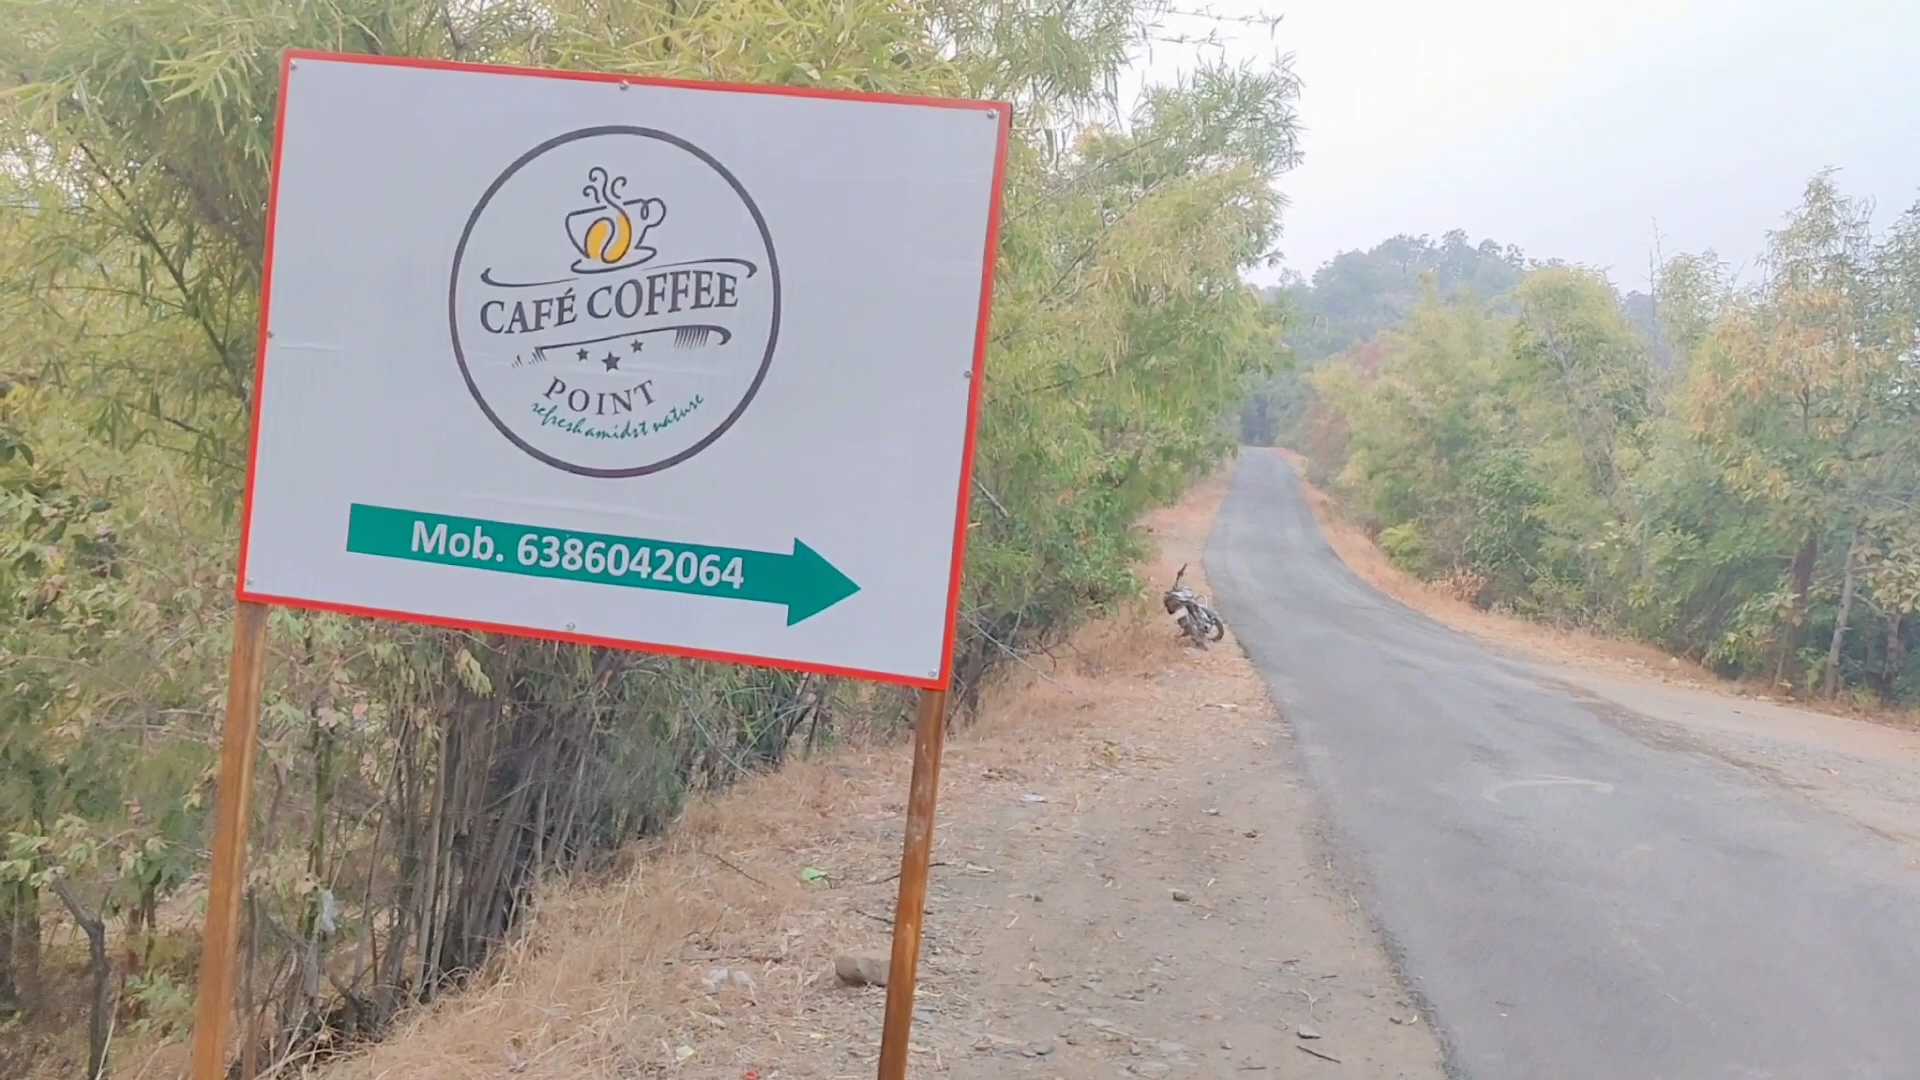 CAFÉ COFFEE
POINT
refresh amidst nature
Mob. 6386042064